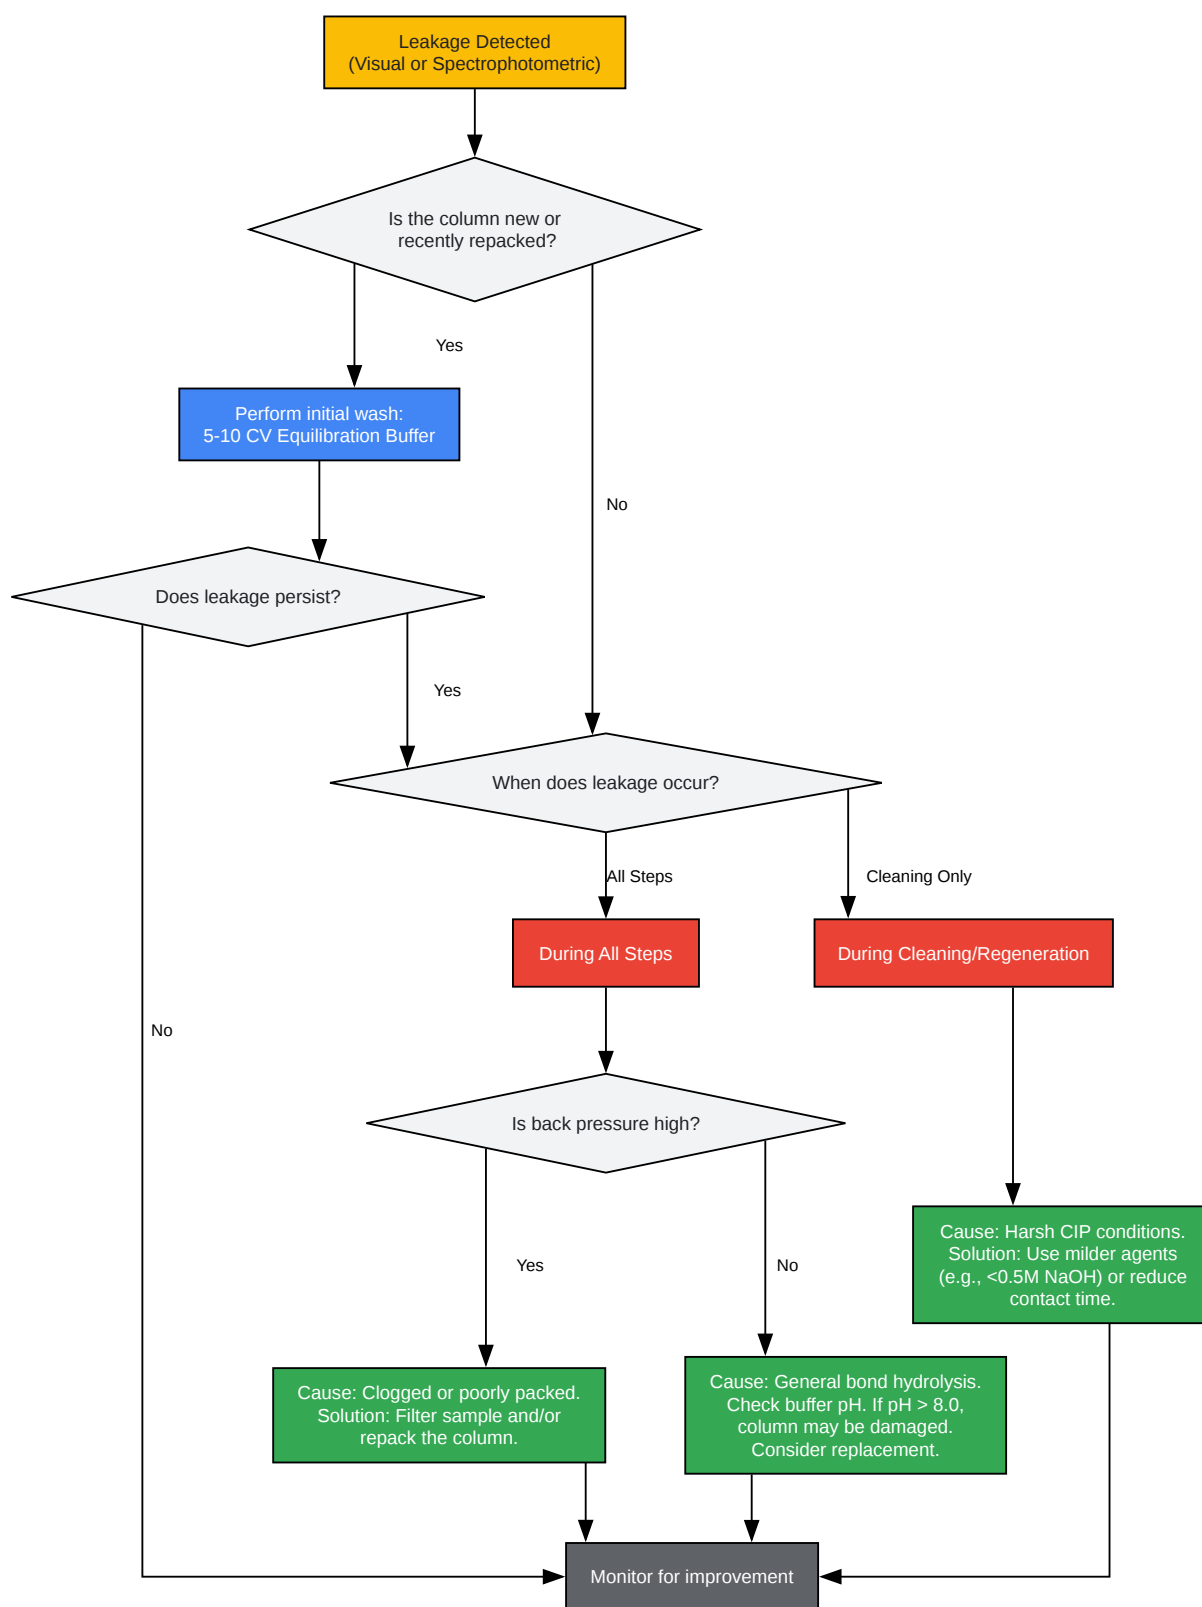 Leakage Detected
(Visual or Spectrophotometric)
Is the column new or
recently repacked?
Yes
Perform initial wash:
5-10 CV Equilibration Buffer
No
Does leakage persist?
Yes
When does leakage occur?
All Steps
Cleaning Only
During All Steps
During Cleaning/Regeneration
No
Is back pressure high?
Cause: Harsh CIP conditions.
Solution: Use milder agents
(e.g., <0.5M NaOH) or reduce
contact time.
Yes
No
Cause: Clogged or poorly packed.
Solution: Filter sample and/or
repack the column.
Cause: General bond hydrolysis.
Check buffer pH. If pH > 8.0,
column may be damaged.
Consider replacement.
Monitor for improvement